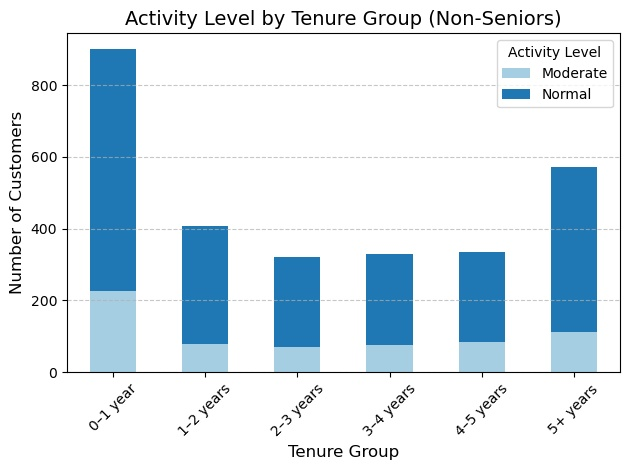 Activity Level by Tenure Group (Non-Seniors)
Activity Level
Moderate
Normal
Number of Customers
800
600
400
200
0
0–1 year
1–2 years
2–3 years
3–4 years
4–5 years
5+ years
Tenure Group